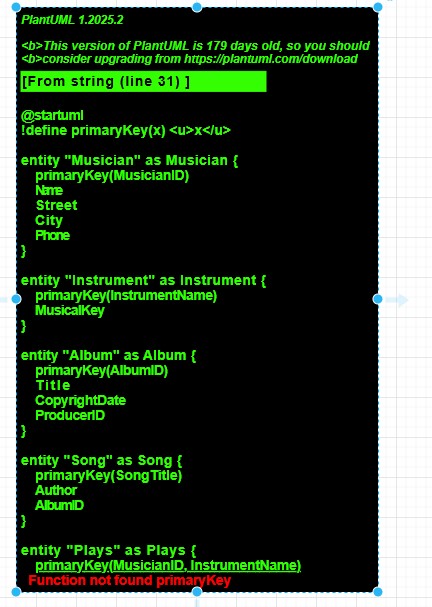 PlantUML 1.2025.2
<b>This version of PlantUML is 179 days old, so you should
<b>consider upgrading from https://plantuml.com/download
[From string (line 31) ]
@startuml
!define primaryKey(x) <u>x</u>
entity "Musician" as Musician {
primaryKey(MusicianID)
Name
Street
City
Phone
}
entity "Instrument" as Instrument {
primaryKey(InstrumentName)
MusicalKey
}
entity "Album" as Album {
primaryKey(AlbumID)
Title
CopyrightDate
ProducerID
}
entity "Song" as Song {
primaryKey(SongTitle)
Author
AlbumID
}
entity "Plays" as Plays {
primaryKey(MusicianID, InstrumentName)
Function not found primaryKey